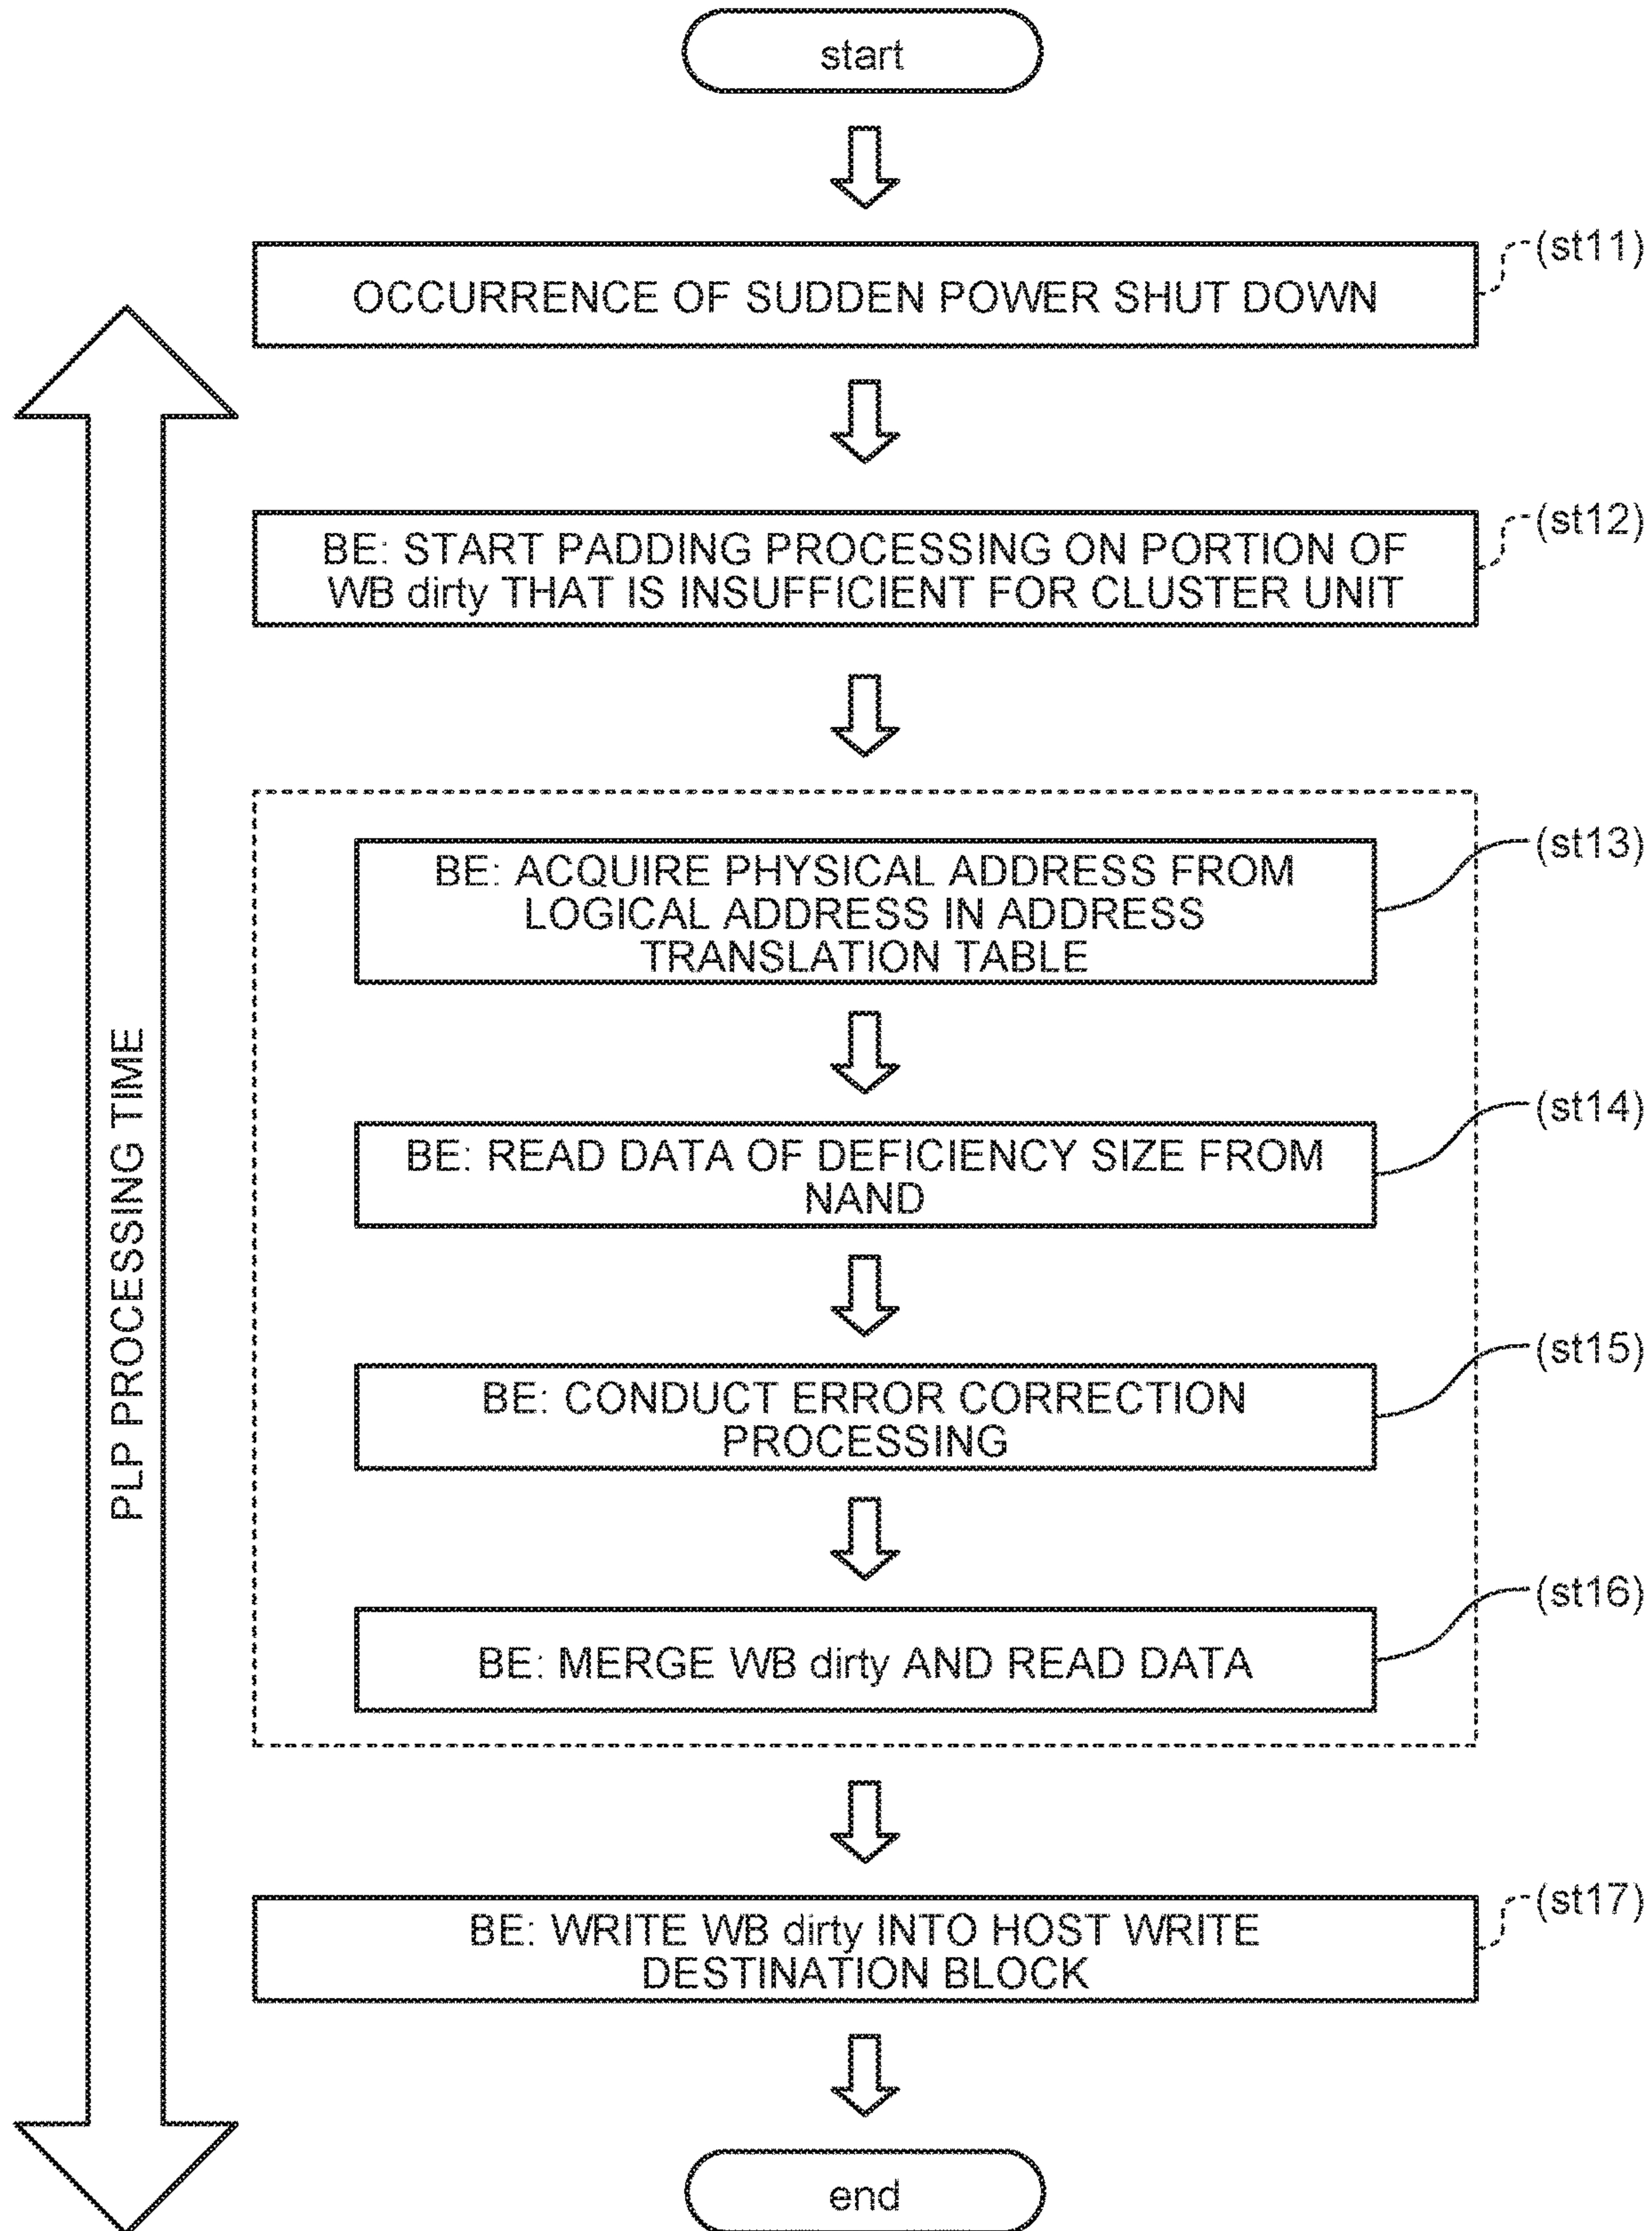 start
OCCURRENCE OF SUDDEN POWER SHUT DOWN
(st11)
BE: START PADDING PROCESSING ON PORTION OF
WB dirty THAT IS INSUFFICIENT FOR CLUSTER UNIT
(st12)
BE: ACQUIRE PHYSICAL ADDRESS FROM
LOGICAL ADDRESS IN ADDRESS
TRANSLATION TABLE
(st13)
BE: READ DATA OF DEFICIENCY SIZE FROM
NAND
(st14)
BE: CONDUCT ERROR CORRECTION
PROCESSING
(st15)
BE: MERGE WB dirty AND READ DATA
(st16)
BE: WRITE WB dirty INTO HOST WRITE
DESTINATION BLOCK
(st17)
end
PLP PROCESSING TIME